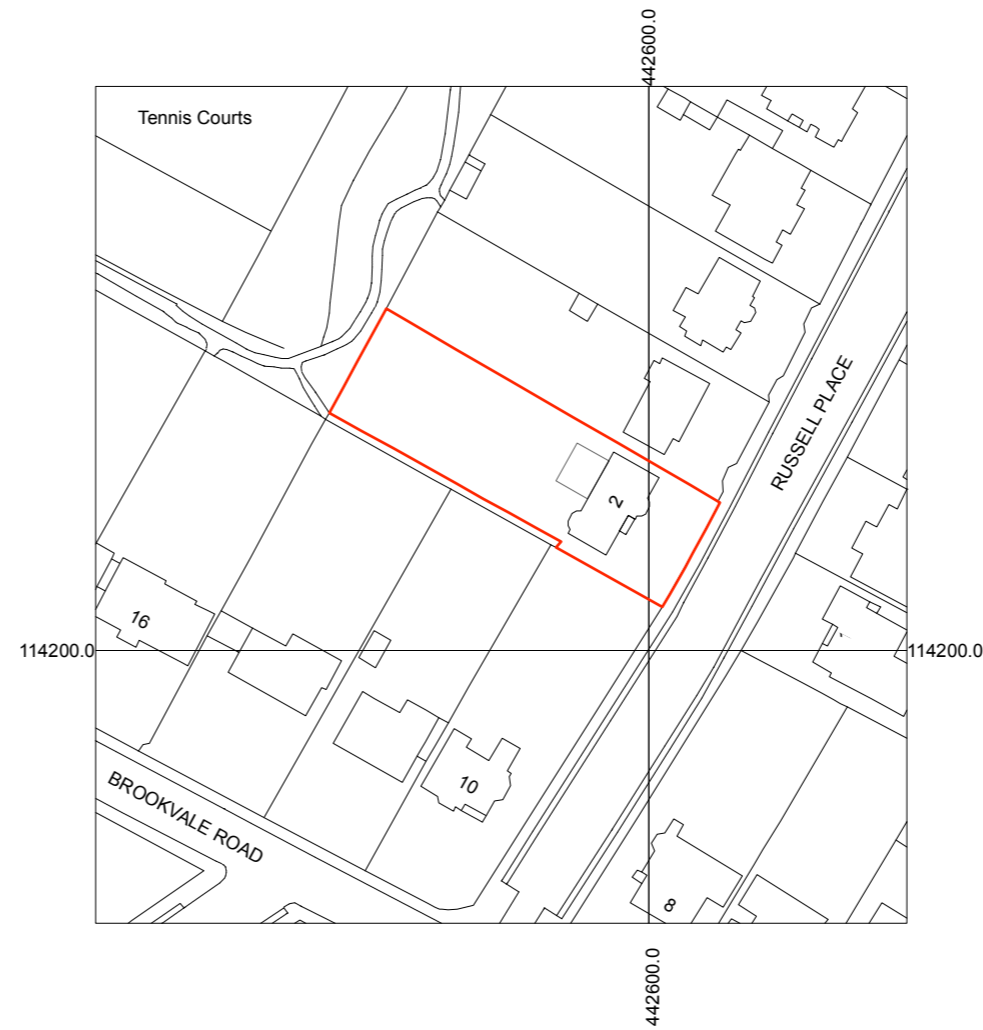 442600.0
Tennis Courts
RUSSELL PLACE
2
16
114200.0
114200.0
10
BROOKVALE ROAD
8
442600.0